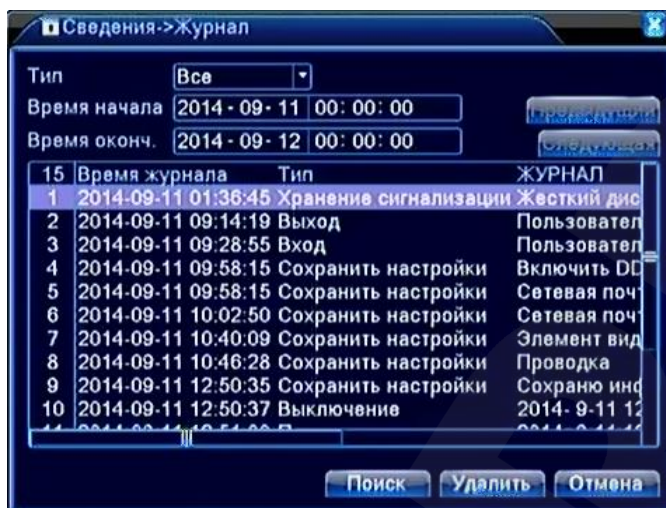 Сведения->Журнал
Тип Все
Время начала 2014 - 09 - 11 00: 00: 00 Предыдущий
Время оконч. 2014 - 09 - 12 00: 00: 00 Следующая
15 Время журнала Тип ЖУРНАЛ
1 2014-09-11 01:36:45 Хранение сигнализации Жесткий дис
2 2014-09-11 09:14:19 Выход Пользовател
3 2014-09-11 09:28:55 Вход Пользовател
4 2014-09-11 09:58:15 Сохранить настройки Включить DD
5 2014-09-11 09:58:15 Сохранить настройки Сетевая поч
6 2014-09-11 10:02:50 Сохранить настройки Сетевая поч
7 2014-09-11 10:40:09 Сохранить настройки Элемент вид
8 2014-09-11 10:46:28 Сохранить настройки Проводка
9 2014-09-11 12:50:35 Сохранить настройки Сохраню инф
10 2014-09-11 12:50:37 Выключение 2014- 9-11 12
Поиск Удалить Отмена